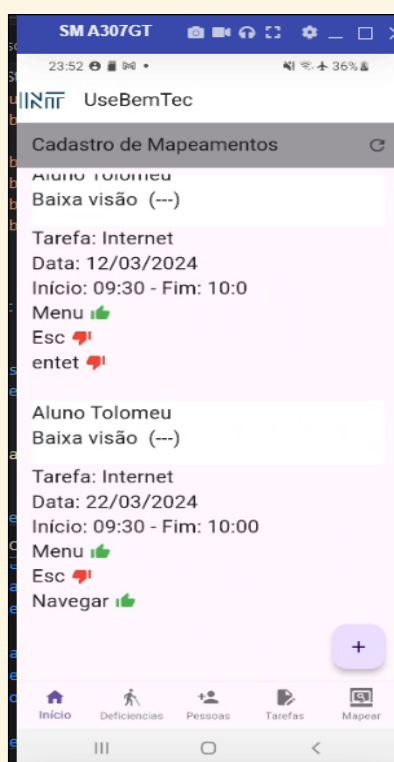 SM A307GT
23:52
36%
INTT UseBemTec
Cadastro de Mapeamentos
Aluno Tolomeu
Baixa visão (---)
Tarefa: Internet
Data: 12/03/2024
Início: 09:30 - Fim: 10:0
Menu
Esc
entet
Aluno Tolomeu
Baixa visão (---)
Tarefa: Internet
Data: 22/03/2024
Início: 09:30 - Fim: 10:00
Menu
Esc
Navegar
+
Início Deficiencias Pessoas Tarefas Mapear